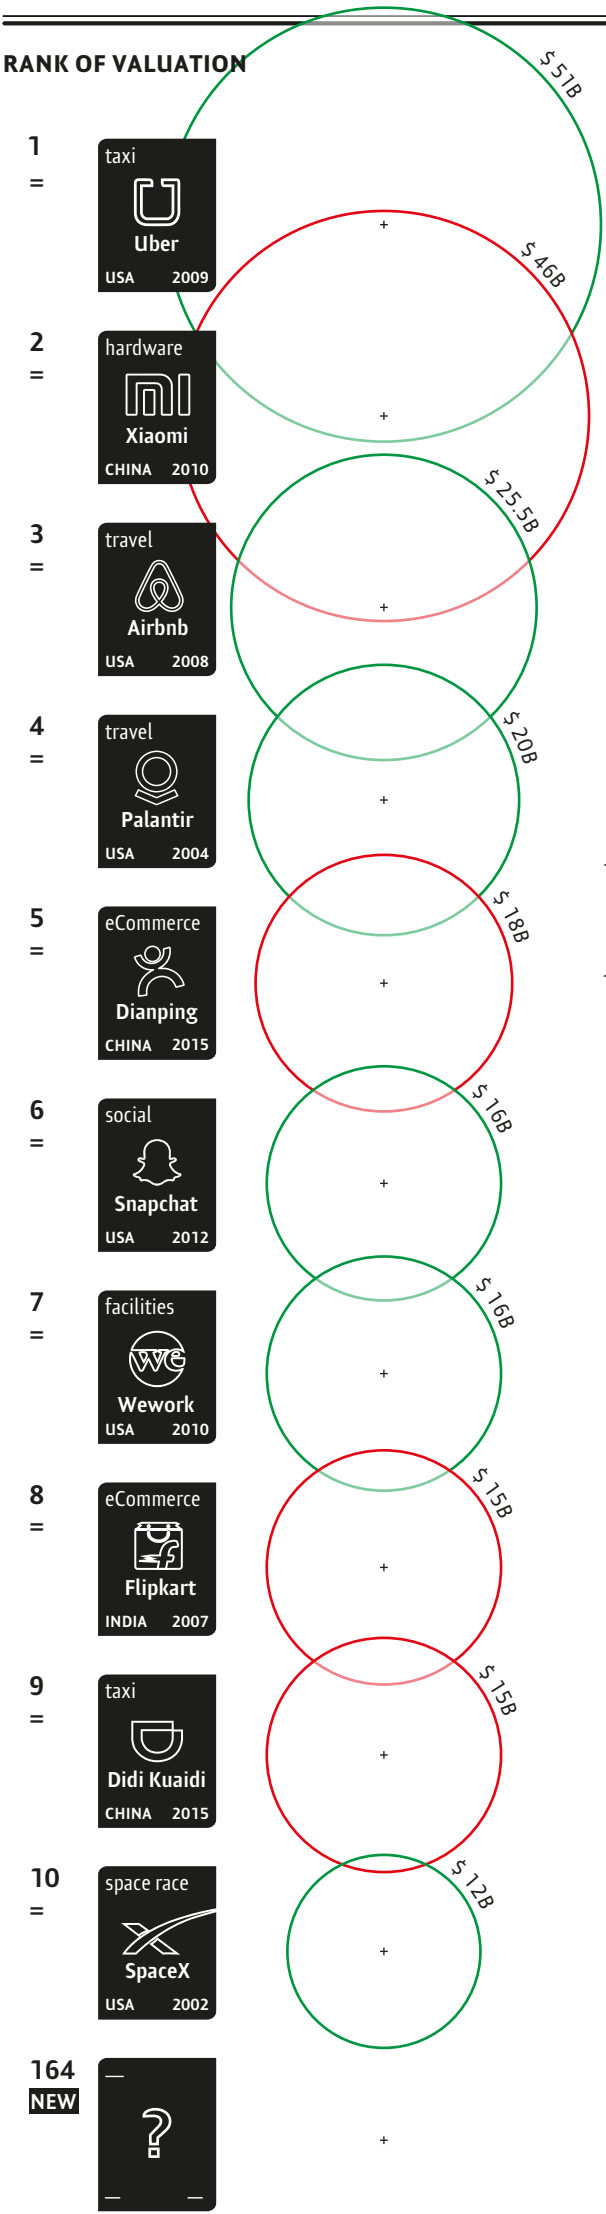 RANK OF VALUATION
$ 51B
1
=
taxi
Uber
USA 2009
$ 46B
2
=
hardware
Xiaomi
CHINA 2010
$ 25.5B
3
=
travel
Airbnb
USA 2008
$ 20B
4
=
travel
Palantir
USA 2004
$ 18B
5
=
eCommerce
Dianping
CHINA 2015
$ 16B
6
=
social
Snapchat
USA 2012
$ 16B
7
=
facilities
we
Wework
USA 2010
$ 15B
8
=
eCommerce
f
Flipkart
INDIA 2007
$ 15B
9
=
taxi
Didi Kuaidi
CHINA 2015
$ 12B
10
=
space race
SpaceX
USA 2002
164
NEW
?